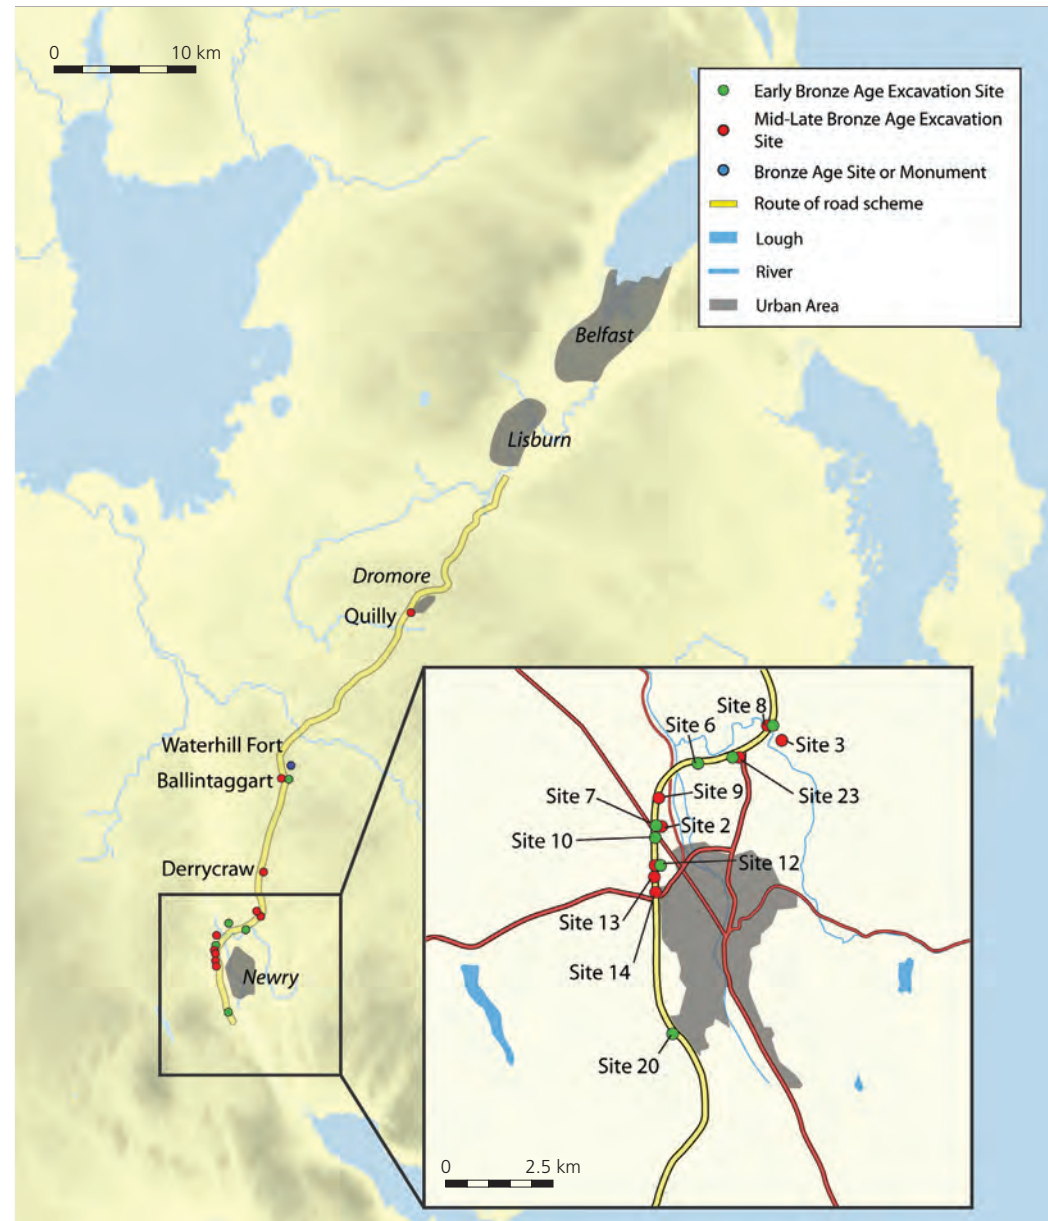 0 10 km
Early Bronze Age Excavation Site
Mid-Late Bronze Age Excavation
Site
Bronze Age Site or Monument
Route of road scheme
Lough
River
Urban Area
Belfast
Lisburn
Dromore
Quilly
Waterhill Fort
Ballintaggart
Derrycraw
Newry
Site 8
Site 6
Site 3
Site 9
Site 23
Site 7
Site 2
Site 10
Site 12
Site 13
Site 14
Site 20
0 2.5 km